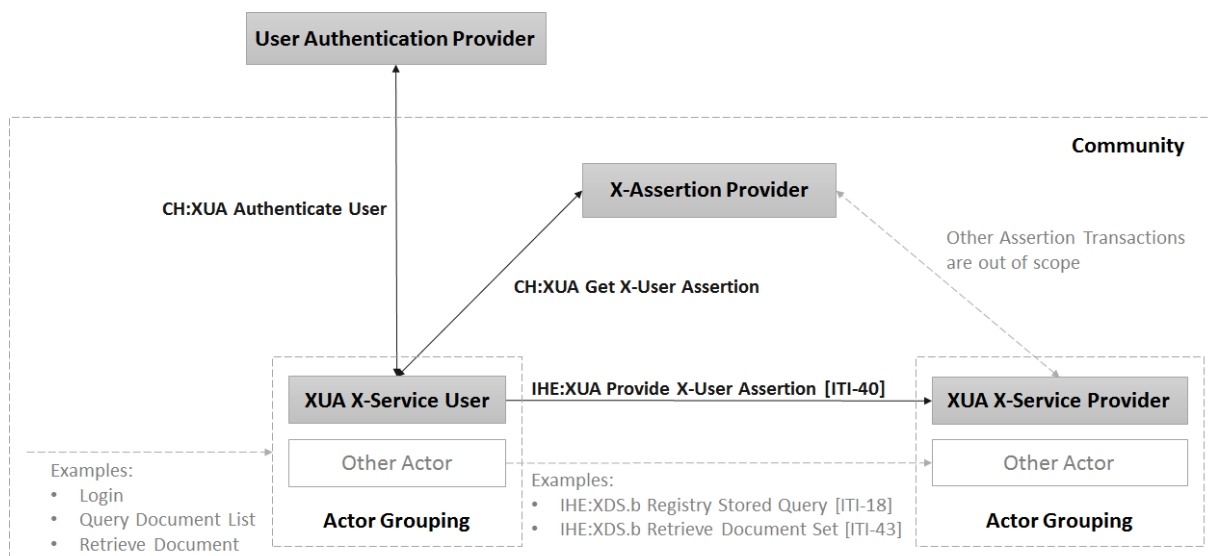 User Authentication Provider
Community
X-Assertion Provider
CH:XUA Authenticate User
Other Assertion Transactions
are out of scope
CH:XUA Get X-User Assertion
XUA X-Service User
IHE:XUA Provide X-User Assertion [ITI-40]
XUA X-Service Provider
Other Actor
Other Actor
Examples:
• Login
• Query Document List
• Retrieve Document
Actor Grouping
Examples:
• IHE:XDS.b Registry Stored Query [ITI-18]
• IHE:XDS.b Retrieve Document Set [ITI-43]
Actor Grouping